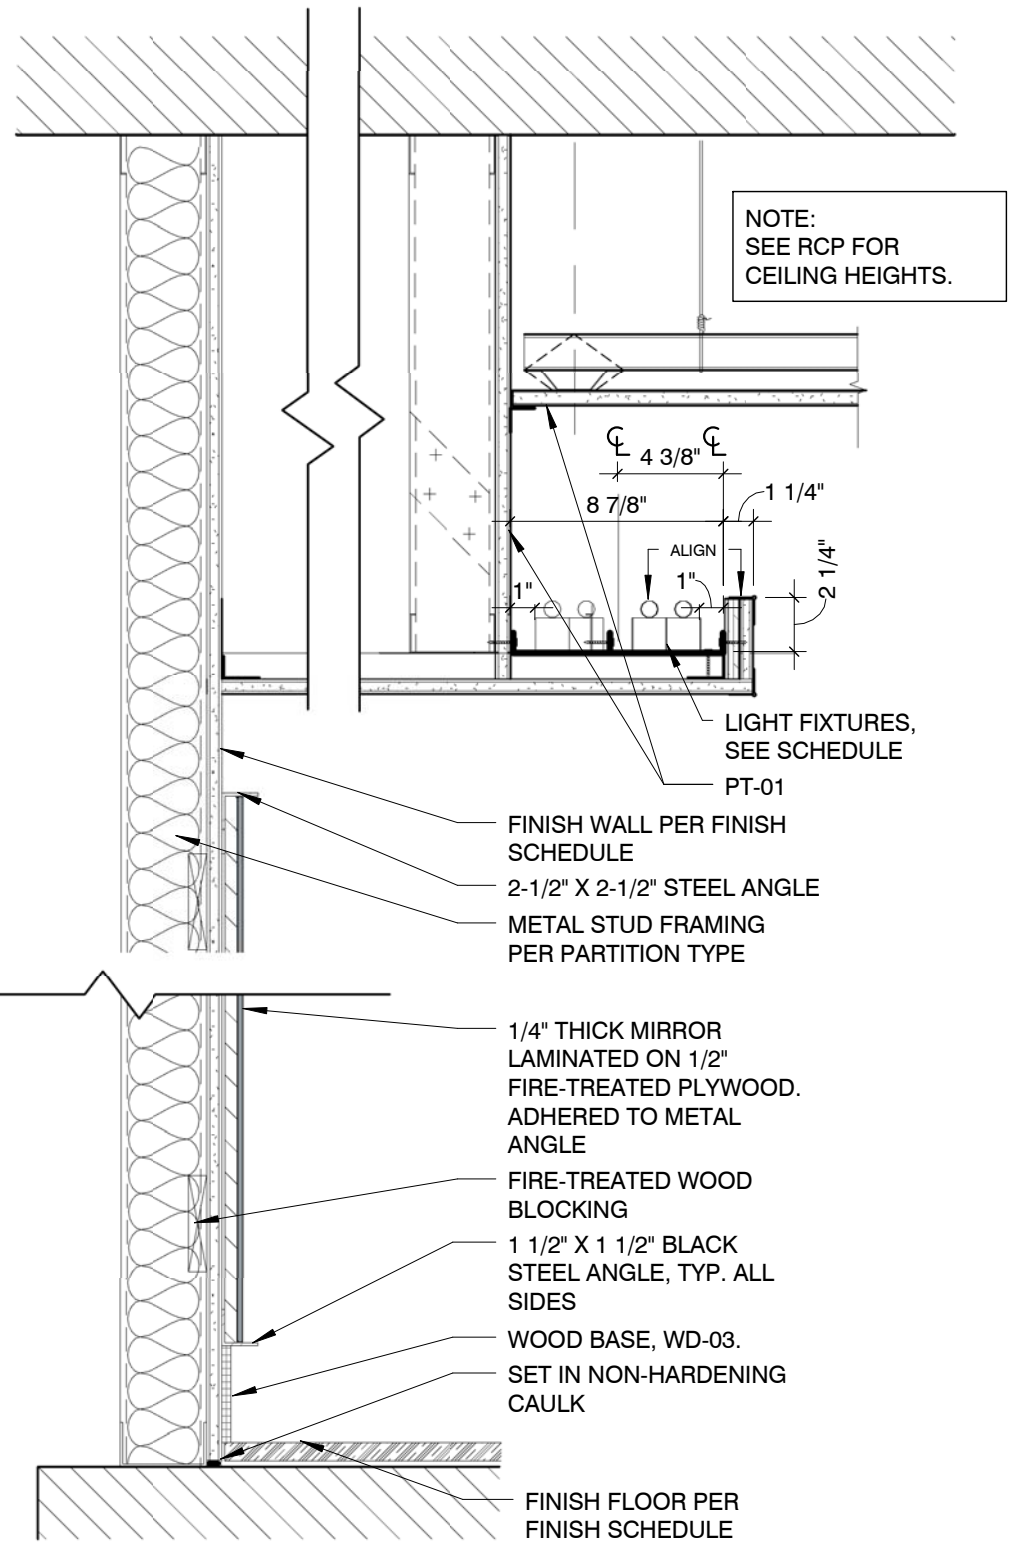 NOTE:
SEE RCP FOR
CEILING HEIGHTS.
℄ ℄
4 3/8"
8 7/8"
1 1/4"
ALIGN
1"
1"
2 1/4"
LIGHT FIXTURES,
SEE SCHEDULE
PT-01
FINISH WALL PER FINISH
SCHEDULE
2-1/2" X 2-1/2" STEEL ANGLE
METAL STUD FRAMING
PER PARTITION TYPE
1/4" THICK MIRROR
LAMINATED ON 1/2"
FIRE-TREATED PLYWOOD.
ADHERED TO METAL
ANGLE
FIRE-TREATED WOOD
BLOCKING
1 1/2" X 1 1/2" BLACK
STEEL ANGLE, TYP. ALL
SIDES
WOOD BASE, WD-03.
SET IN NON-HARDENING
CAULK
FINISH FLOOR PER
FINISH SCHEDULE